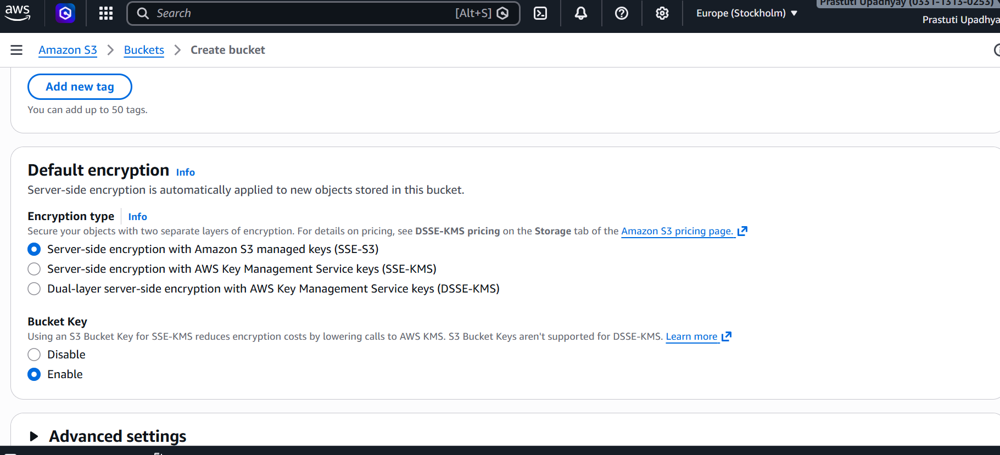 aws
Search [Alt+S]
Europe (Stockholm)
Prastuti Upadhyay (0331-1313-0253)
Prastuti Upadhya
Amazon S3 > Buckets > Create bucket
Add new tag
You can add up to 50 tags.
Default encryption Info
Server-side encryption is automatically applied to new objects stored in this bucket.
Encryption type Info
Secure your objects with two separate layers of encryption. For details on pricing, see DSSE-KMS pricing on the Storage tab of the Amazon S3 pricing page.
Server-side encryption with Amazon S3 managed keys (SSE-S3)
Server-side encryption with AWS Key Management Service keys (SSE-KMS)
Dual-layer server-side encryption with AWS Key Management Service keys (DSSE-KMS)
Bucket Key
Using an S3 Bucket Key for SSE-KMS reduces encryption costs by lowering calls to AWS KMS. S3 Bucket Keys aren't supported for DSSE-KMS. Learn more
Disable
Enable
Advanced settings